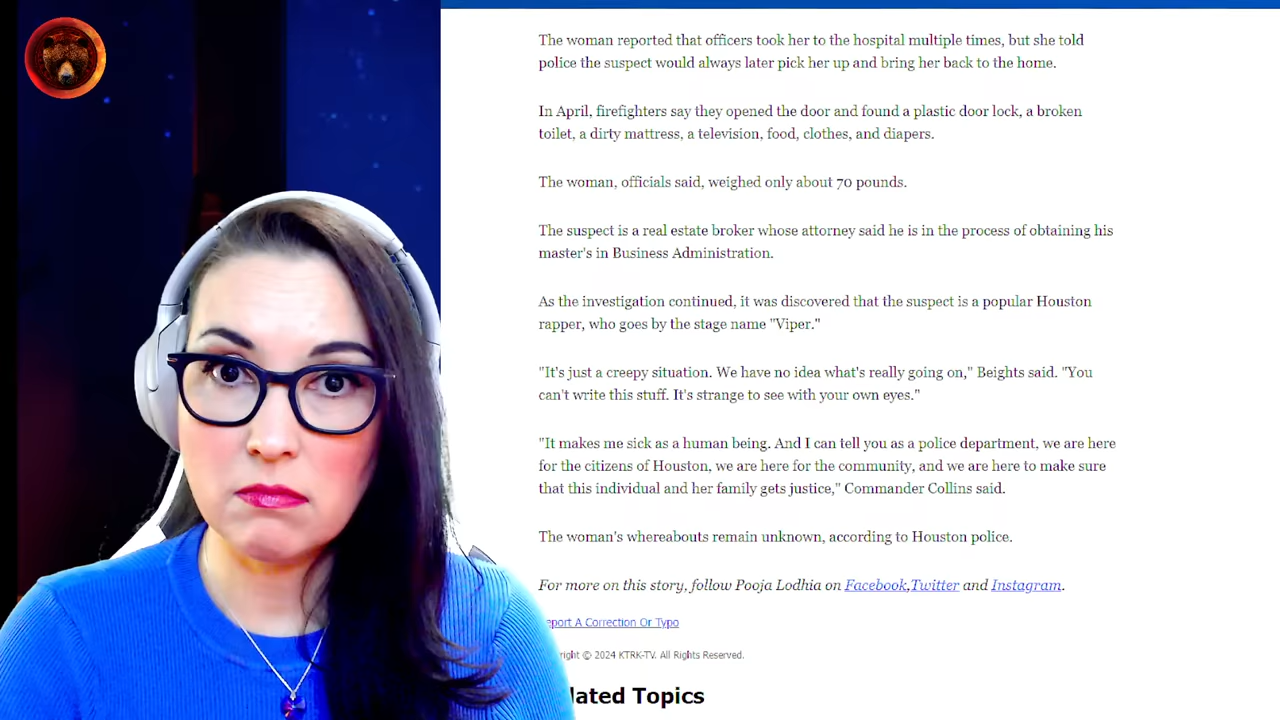 The woman reported that officers took her to the hospital multiple times, but she told
police the suspect would always later pick her up and bring her back to the home.
In April, firefighters say they opened the door and found a plastic door lock, a broken
toilet, a dirty mattress, a television, food, clothes, and diapers.
The woman, officials said, weighed only about 70 pounds.
The suspect is a real estate broker whose attorney said he is in the process of obtaining his
master's in Business Administration.
As the investigation continued, it was discovered that the suspect is a popular Houston
rapper, who goes by the stage name "Viper."
"It's just a creepy situation. We have no idea what's really going on," Beights said. "You
can't write this stuff. It's strange to see with your own eyes."
"It makes me sick as a human being. And I can tell you as a police department, we are here
for the citizens of Houston, we are here for the community, and we are here to make sure
that this individual and her family gets justice," Commander Collins said.
The woman's whereabouts remain unknown, according to Houston police.
For more on this story, follow Pooja Lodhia on Facebook,Twitter and Instagram.
eport A Correction Or Typo
right © 2024 KTRK-TV. All Rights Reserved.
lated Topics